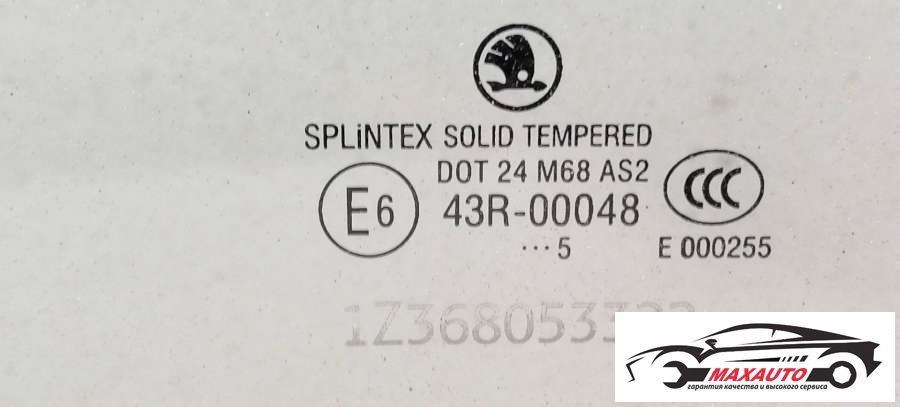 SPLiNTEX SOLID TEMPERED
DOT 24 M68 AS2
E6 43R-00048 CCC
...5 E 000255
MAXAUTO
гарантия качества и высокого сервиса